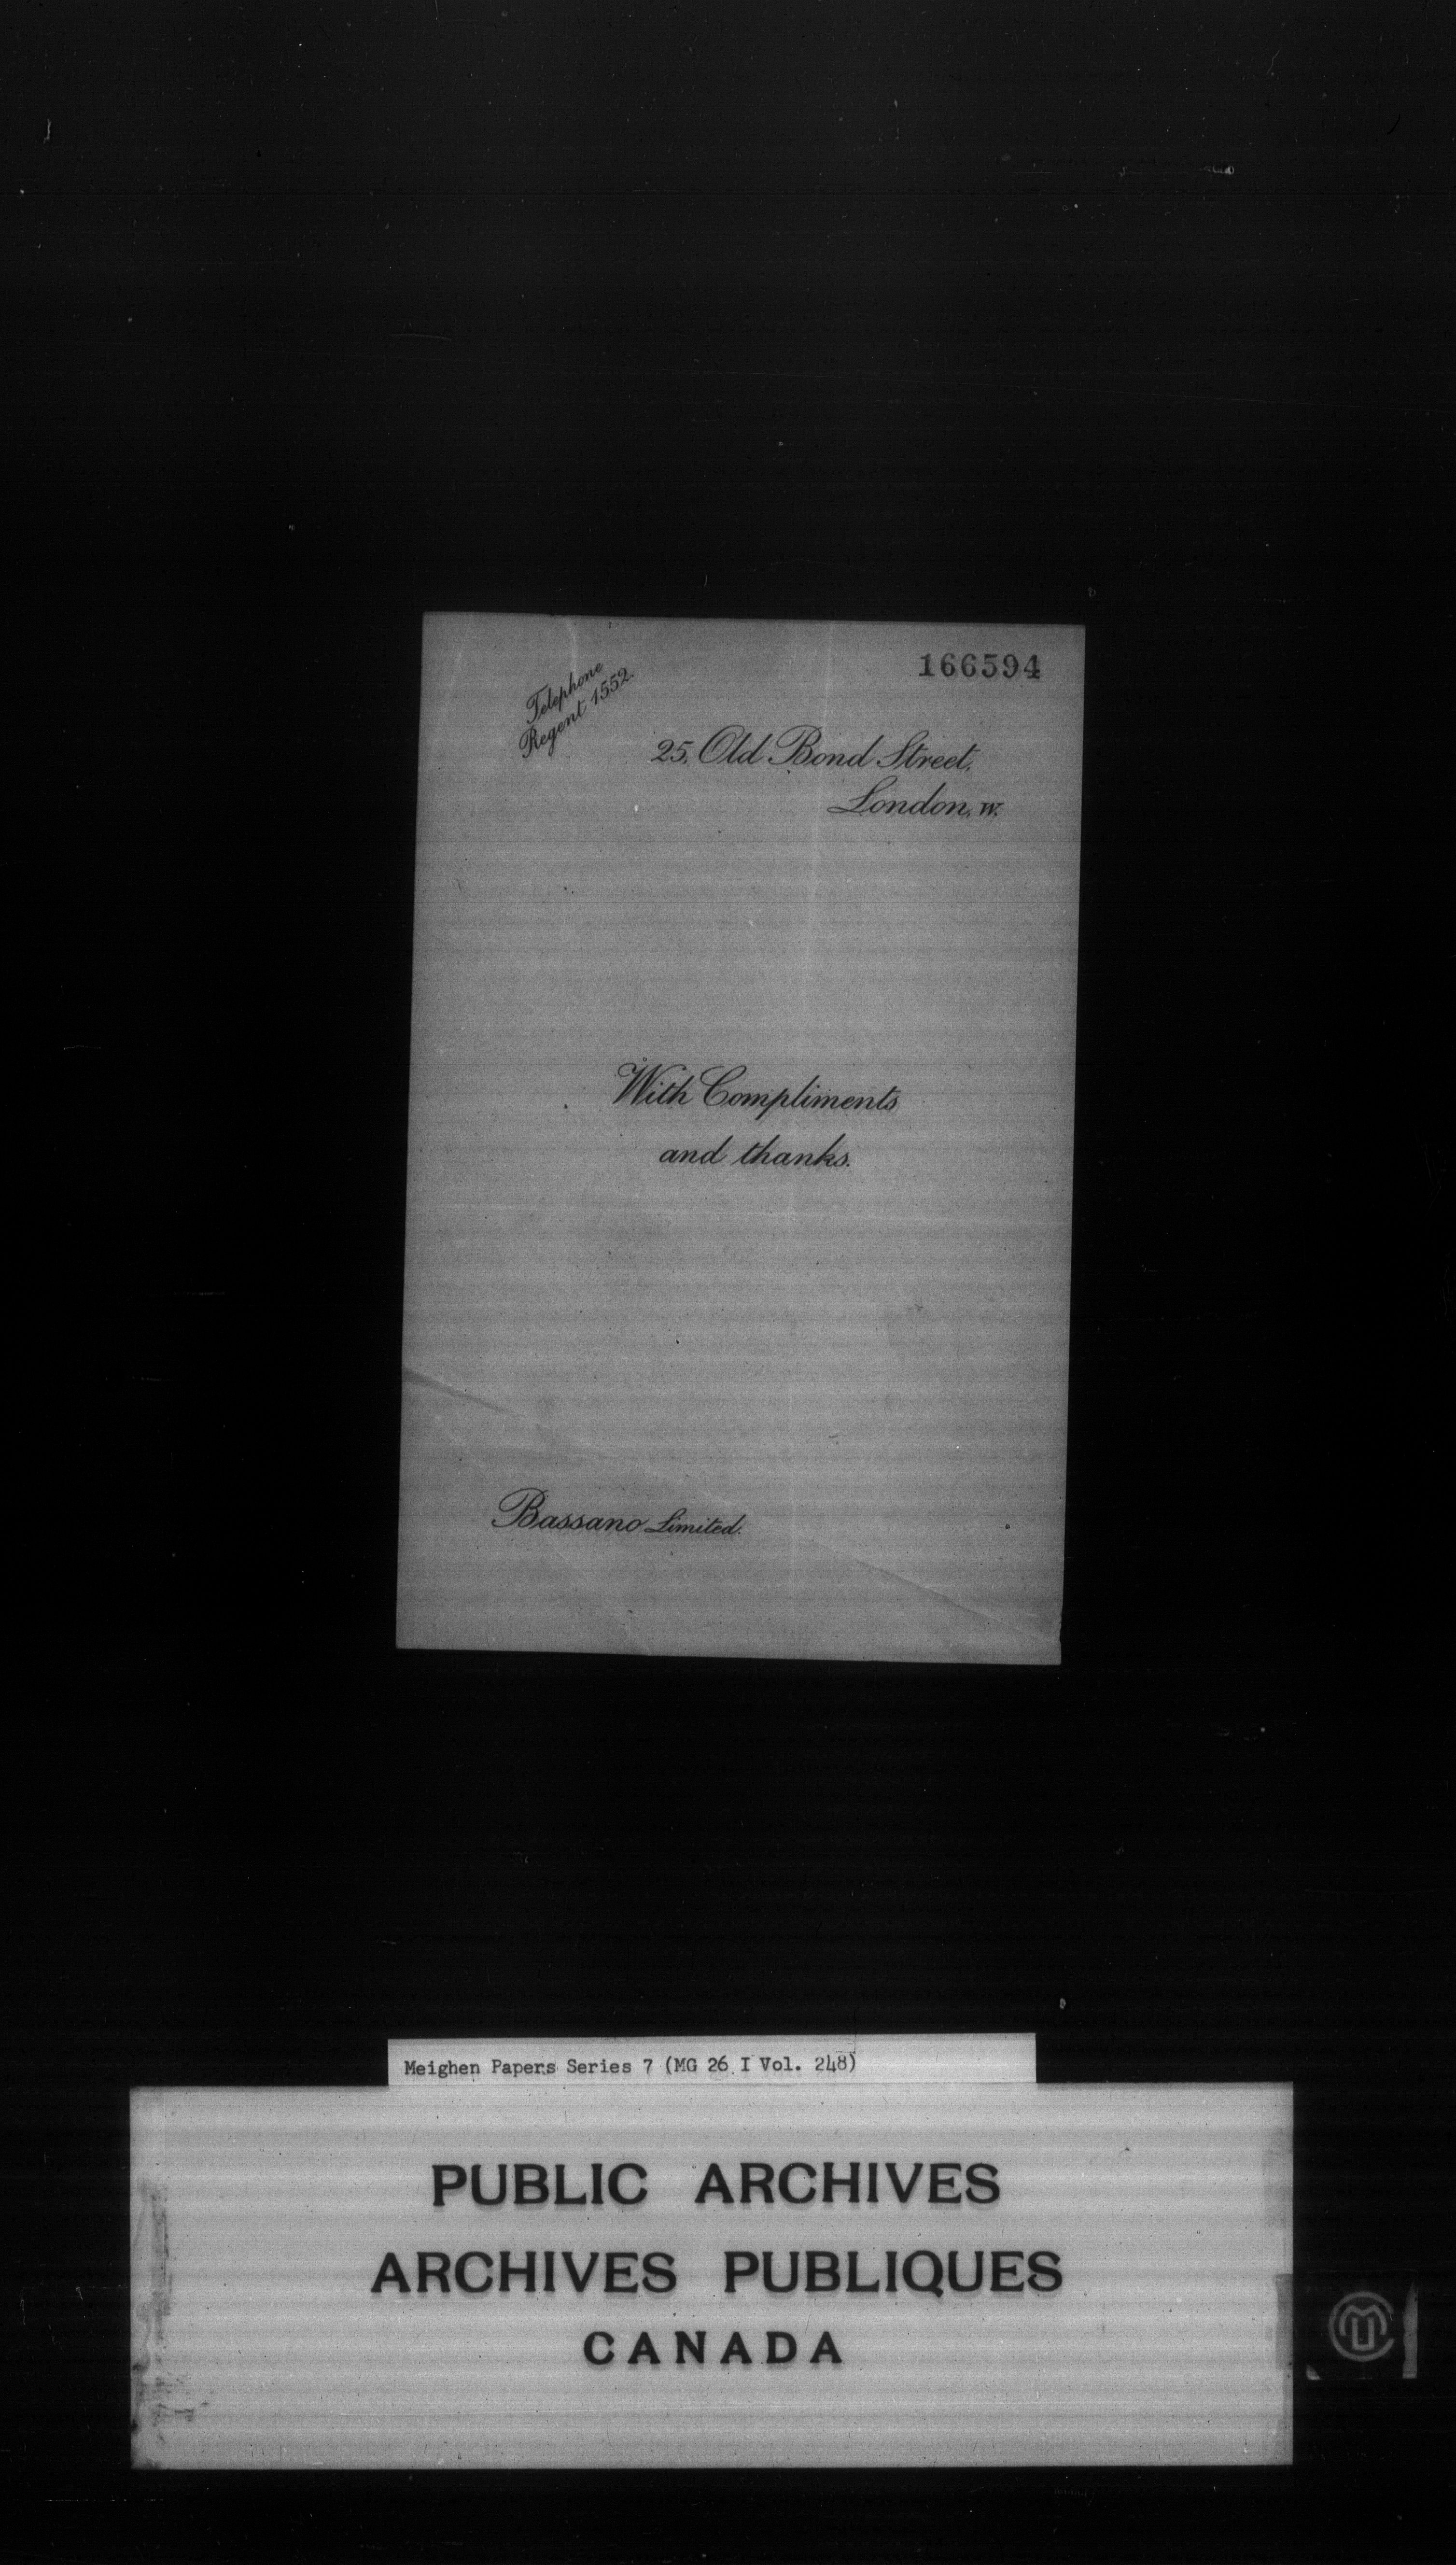 166594
Telephone
Regent 1552.
25, Old Bond Street,
London, W.
With Compliments
and thanks.
Bassano Limited.
Meighen Papers Series 7 (MG 26 I Vol. 248)
PUBLIC ARCHIVES
ARCHIVES PUBLIQUES
CANADA